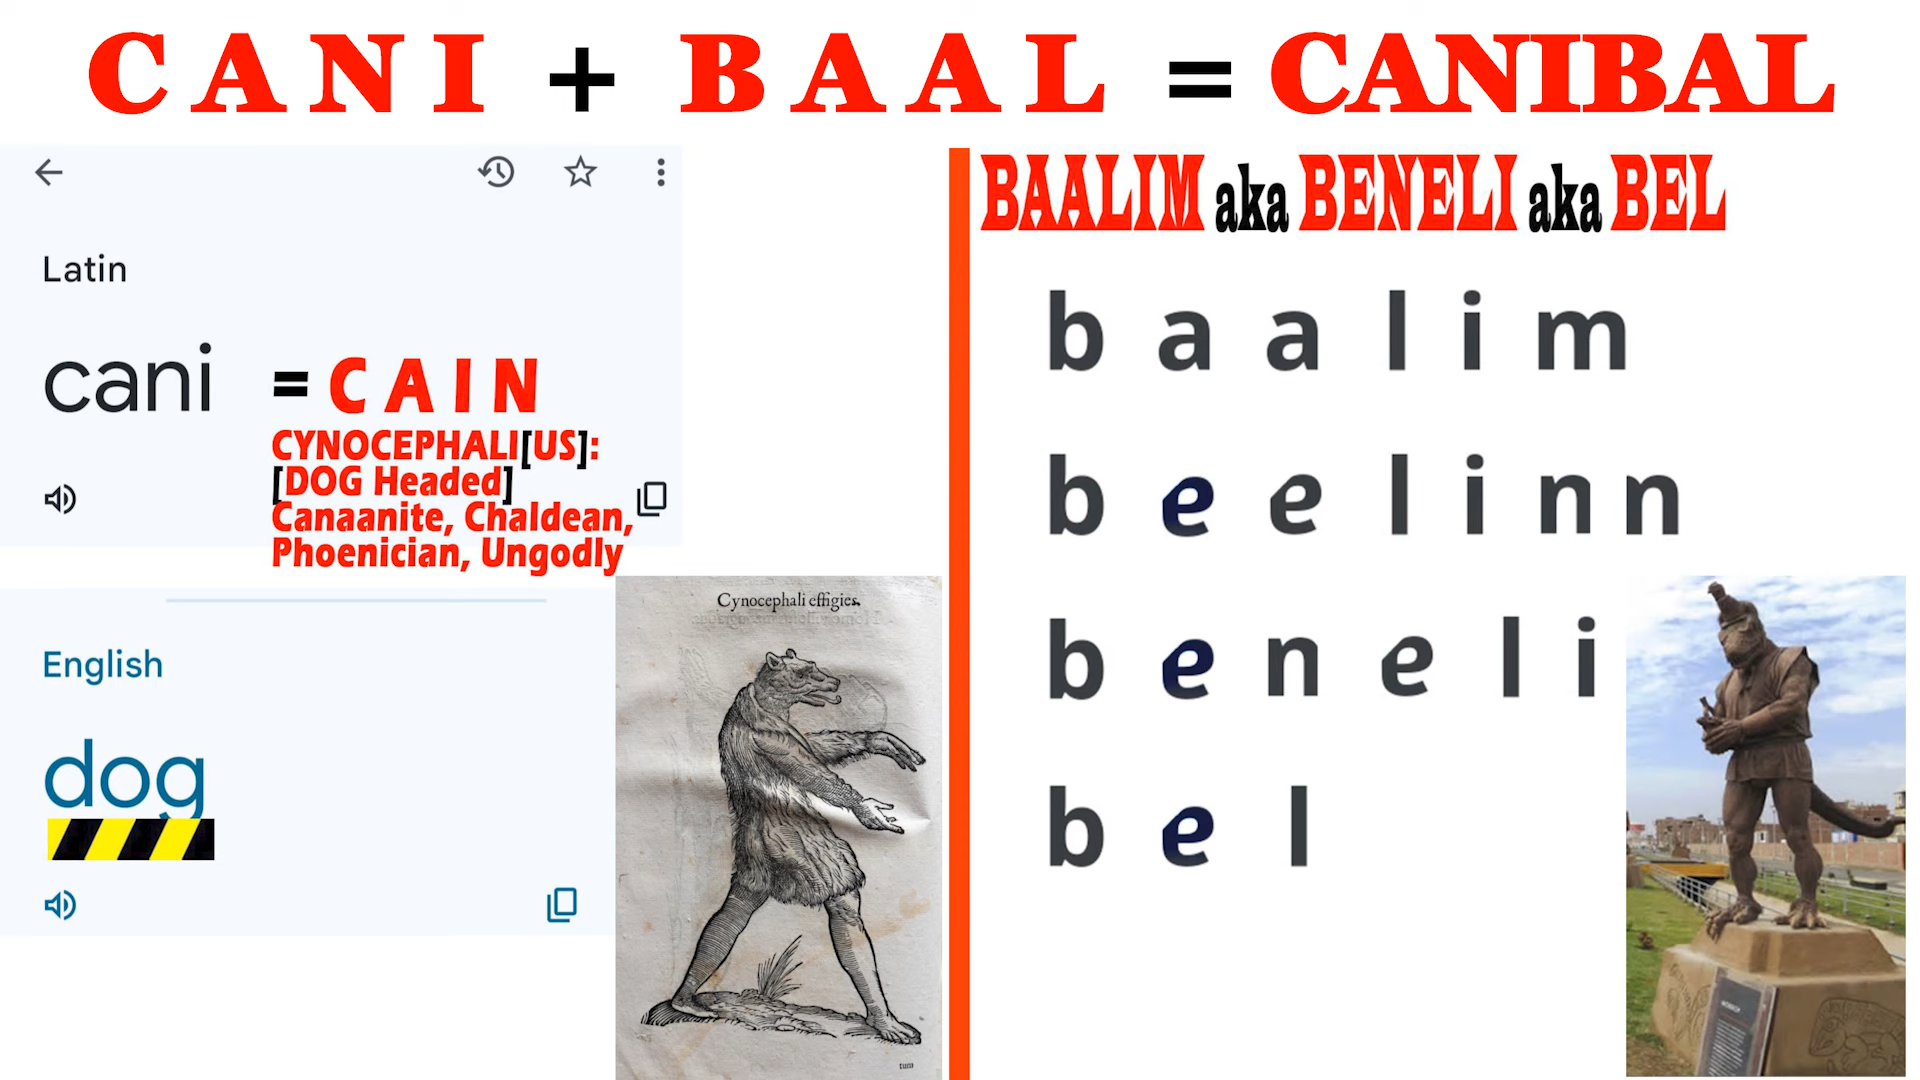 CANI + BAAL = CANIBAL
Latin
cani = CAIN
CYNOCEPHALI[US]:
[DOG Headed]
Canaanite, Chaldean,
Phoenician, Ungodly
English
dog
Cynocephali effigies.
tum
BAALIM aka BENELI aka BEL
b a a l i m
b e e l i n n
b e n e l i
b e l